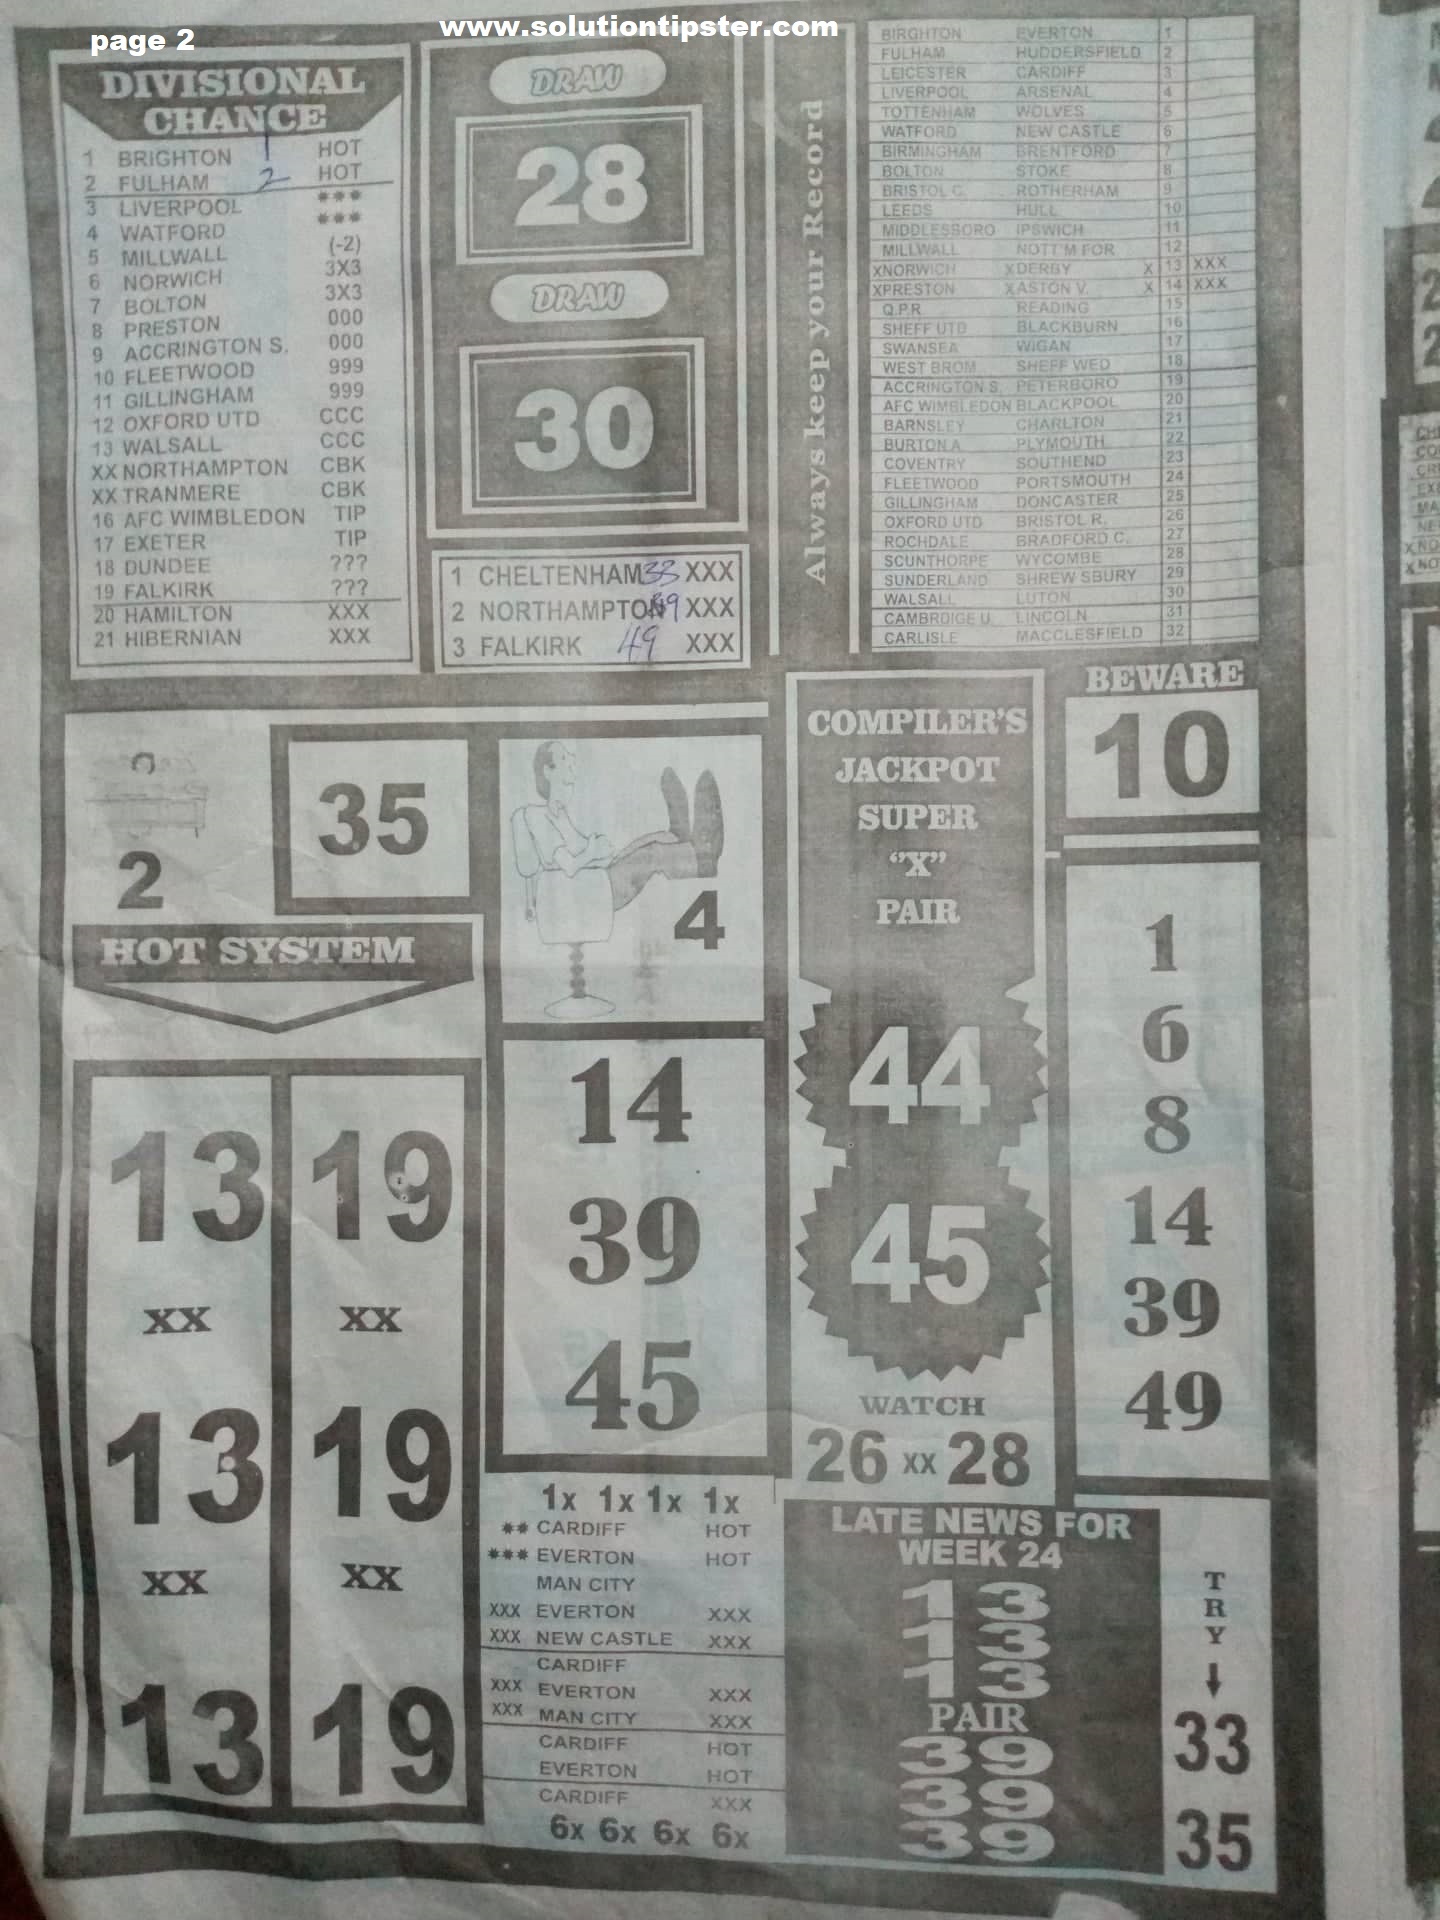 page 2
www.solutiontipster.com
DIVISIONAL
CHANCE
1 BRIGHTON 1 HOT
2 FULHAM 2 HOT
3 LIVERPOOL ***
4 WATFORD ***
5 MILLWALL (-2)
6 NORWICH 3X3
7 BOLTON 3X3
8 PRESTON 000
9 ACCRINGTON S. 000
10 FLEETWOOD 999
11 GILLINGHAM 999
12 OXFORD UTD CCC
13 WALSALL CCC
XX NORTHAMPTON CBK
XX TRANMERE CBK
16 AFC WIMBLEDON TIP
17 EXETER TIP
18 DUNDEE ???
19 FALKIRK ???
20 HAMILTON XXX
21 HIBERNIAN XXX
DRAW
28
DRAW
30
1 CHELTENHAM 33 XXX
2 NORTHAMPTON 39 XXX
3 FALKIRK 49 XXX
Always keep your Record
BIRGHTON EVERTON 1
FULHAM HUDDERSFIELD 2
LEICESTER CARDIFF 3
LIVERPOOL ARSENAL 4
TOTTENHAM WOLVES 5
WATFORD NEW CASTLE 6
BIRMINGHAM BRENTFORD 7
BOLTON STOKE 8
BRISTOL C. ROTHERHAM 9
LEEDS HULL 10
MIDDLESBORO IPSWICH 11
MILLWALL NOTT'M FOR 12
XNORWICH XDERBY X 13 XXX
XPRESTON XASTON V. X 14 XXX
Q.P.R READING 15
SHEFF UTD BLACKBURN 16
SWANSEA WIGAN 17
WEST BROM SHEFF WED 18
ACCRINGTON S. PETERBORO 19
AFC WIMBLEDON BLACKPOOL 20
BARNSLEY CHARLTON 21
BURTON A. PLYMOUTH 22
COVENTRY SOUTHEND 23
FLEETWOOD PORTSMOUTH 24
GILLINGHAM DONCASTER 25
OXFORD UTD BRISTOL R. 26
ROCHDALE BRADFORD C. 27
SCUNTHORPE WYCOMBE 28
SUNDERLAND SHREW SBURY 29
WALSALL LUTON 30
CAMBRDIGE U. LINCOLN 31
CARLISLE MACCLESFIELD 32
BEWARE
10
2
35
4
HOT SYSTEM
13 19
XX XX
13 19
XX XX
13 19
14
39
45
COMPILER'S
JACKPOT
SUPER
"X"
PAIR
44
45
WATCH
26 XX 28
1
6
8
14
39
49
1x 1x 1x 1x
** CARDIFF HOT
*** EVERTON HOT
MAN CITY
XXX EVERTON XXX
XXX NEW CASTLE XXX
CARDIFF
XXX EVERTON XXX
XXX MAN CITY XXX
CARDIFF HOT
EVERTON HOT
CARDIFF XXX
6x 6x 6x 6x
LATE NEWS FOR
WEEK 24
13
13
13
PAIR
39
39
39
TRY
33
35